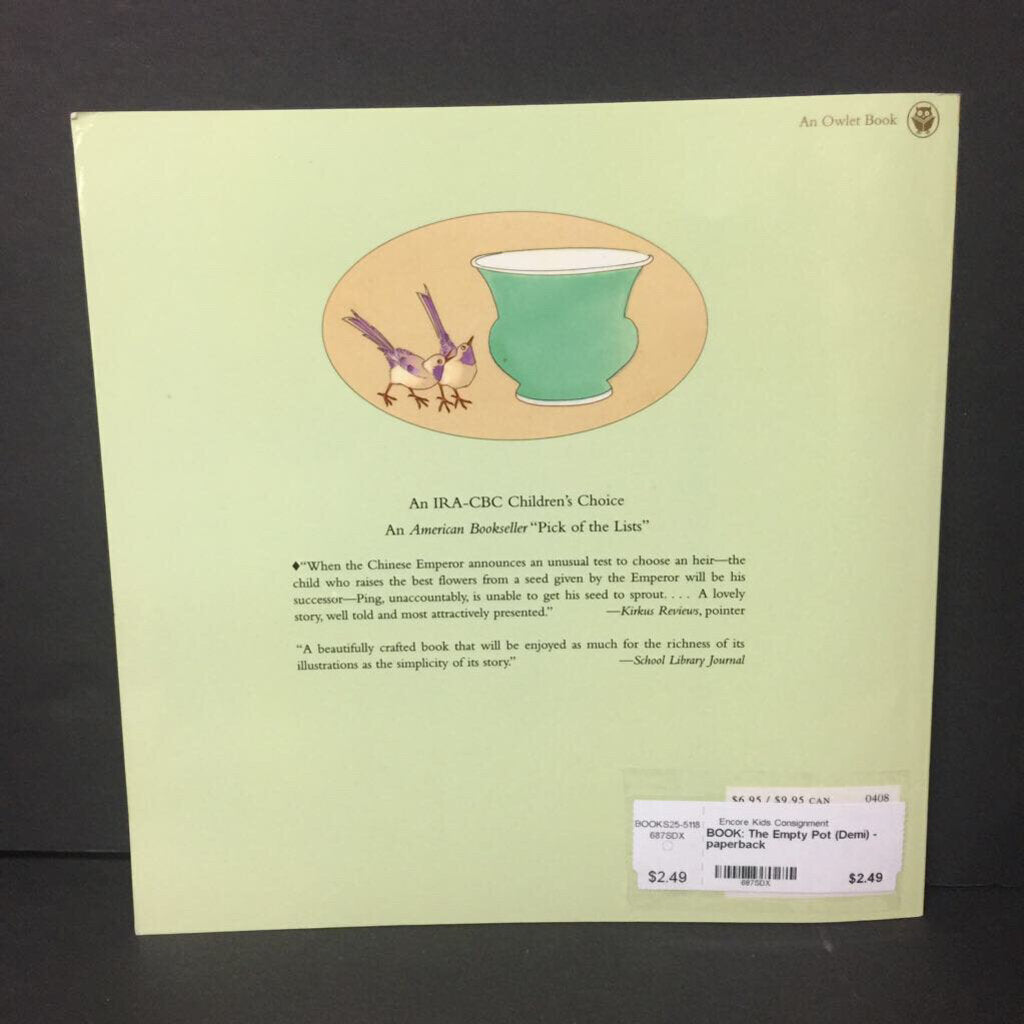 An Owlet Book
An IRA-CBC Children's Choice
An American Bookseller “Pick of the Lists”
♦“When the Chinese Emperor announces an unusual test to choose an heir—the
child who raises the best flowers from a seed given by the Emperor will be his
successor—Ping, unaccountably, is unable to get his seed to sprout. . . . A lovely
story, well told and most attractively presented.” —Kirkus Reviews, pointer
“A beautifully crafted book that will be enjoyed as much for the richness of its
illustrations as the simplicity of its story.” —School Library Journal
$6.95 / $9.95 CAN 0408
BOOKS25-5118
687SDX
$2.49
Encore Kids Consignment
BOOK: The Empty Pot (Demi) -
paperback
687SDX
$2.49